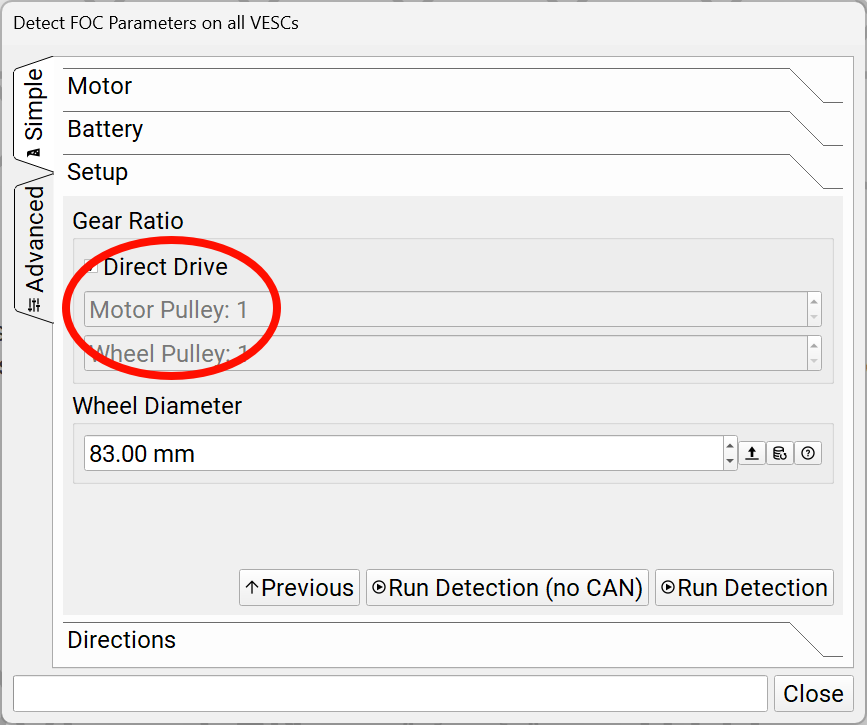 Detect FOC Parameters on all VESCs
Simple
Advanced
Motor
Battery
Setup
Gear Ratio
Direct Drive
Motor Pulley: 1
Wheel Pulley: 1
Wheel Diameter
83.00 mm
Previous
Run Detection (no CAN)
Run Detection
Directions
Close